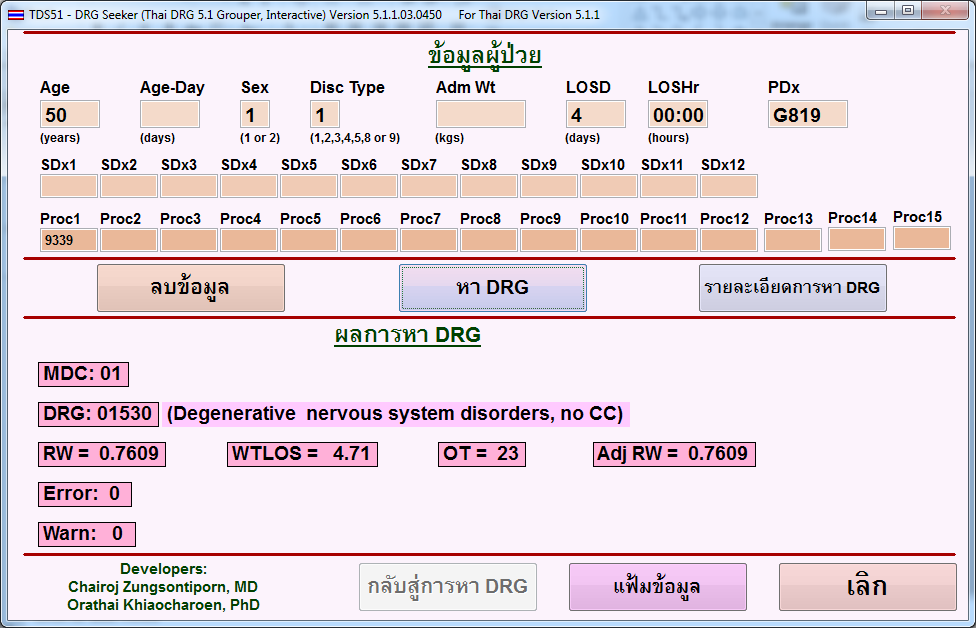 TDS51 - DRG Seeker (Thai DRG 5.1 Grouper, Interactive) Version 5.1.1.03.0450 For Thai DRG Version 5.1.1
ข้อมูลผู้ป่วย
Age Age-Day Sex Disc Type Adm Wt LOSD LOSHr PDx
50 1 1 4 00:00 G819
(years) (days) (1 or 2) (1,2,3,4,5,8 or 9) (kgs) (days) (hours)
SDx1 SDx2 SDx3 SDx4 SDx5 SDx6 SDx7 SDx8 SDx9 SDx10 SDx11 SDx12
Proc1 Proc2 Proc3 Proc4 Proc5 Proc6 Proc7 Proc8 Proc9 Proc10 Proc11 Proc12 Proc13 Proc14 Proc15
9339
ลบข้อมูล หา DRG รายละเอียดการหา DRG
ผลการหา DRG
MDC: 01
DRG: 01530 (Degenerative nervous system disorders, no CC)
RW = 0.7609 WTLOS = 4.71 OT = 23 Adj RW = 0.7609
Error: 0
Warn: 0
Developers:
Chairoj Zungsontiporn, MD
Orathai Khiaocharoen, PhD
กลับสู่การหา DRG แฟ้มข้อมูล เลิก